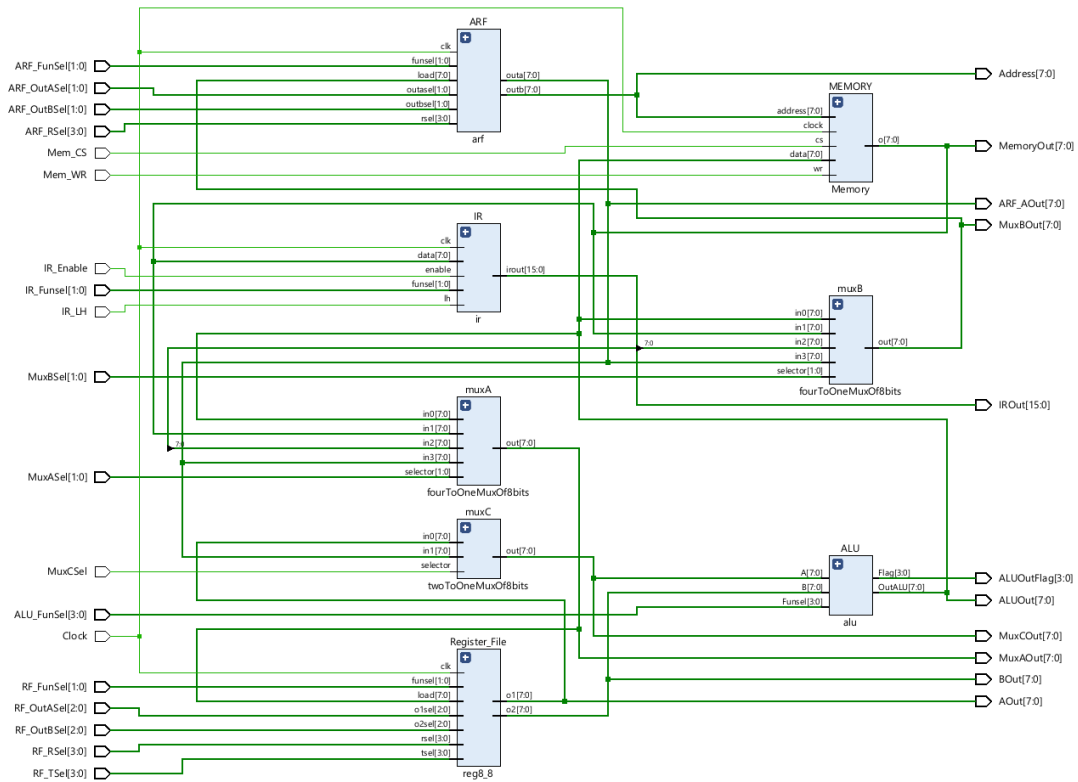 ARF
clk
ARF_FunSel[1:0]
funsel[1:0]
load[7:0]
outa[7:0]
Address[7:0]
ARF_OutASel[1:0]
outasel[1:0]
outb[7:0]
MEMORY
ARF_OutBSel[1:0]
outbsel[1:0]
address[7:0]
rsel[3:0]
clock
ARF_RSel[3:0]
arf
cs
o[7:0]
MemoryOut[7:0]
Mem_CS
data[7:0]
Mem_WR
wr
Memory
ARF_AOut[7:0]
IR
MuxBOut[7:0]
clk
data[7:0]
IR_Enable
enable
irout[15:0]
IR_Funsel[1:0]
funsel[1:0]
muxB
IR_LH
lh
ir
in0[7:0]
in1[7:0]
7:0
in2[7:0]
out[7:0]
in3[7:0]
MuxBSel[1:0]
selector[1:0]
muxA
fourToOneMuxOf8bits
IROut[15:0]
in0[7:0]
in1[7:0]
7:0
in2[7:0]
out[7:0]
in3[7:0]
MuxASel[1:0]
selector[1:0]
fourToOneMuxOf8bits
muxC
in0[7:0]
in1[7:0]
out[7:0]
ALU
MuxCSel
selector
A[7:0]
Flag[3:0]
ALUOutFlag[3:0]
twoToOneMuxOf8bits
B[7:0]
OutALU[7:0]
ALUOut[7:0]
Funsel[3:0]
ALU_FunSel[3:0]
alu
Clock
MuxCOut[7:0]
Register_File
MuxAOut[7:0]
clk
BOut[7:0]
RF_FunSel[1:0]
funsel[1:0]
load[7:0]
o1[7:0]
AOut[7:0]
RF_OutASel[2:0]
o1sel[2:0]
o2[7:0]
RF_OutBSel[2:0]
o2sel[2:0]
rsel[3:0]
RF_RSel[3:0]
tsel[3:0]
RF_TSel[3:0]
reg8_8